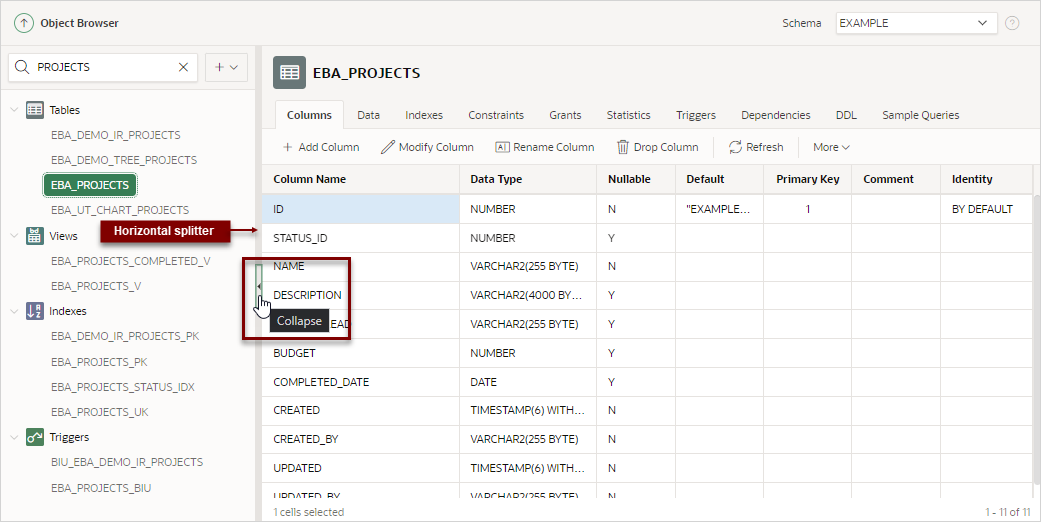 Object Browser
Schema EXAMPLE
PROJECTS
Tables
EBA_DEMO_IR_PROJECTS
EBA_DEMO_TREE_PROJECTS
EBA_PROJECTS
EBA_UT_CHART_PROJECTS
Horizontal splitter
Views
EBA_PROJECTS_COMPLETED_V
EBA_PROJECTS_V
Indexes
EBA_DEMO_IR_PROJECTS_PK
EBA_PROJECTS_PK
EBA_PROJECTS_STATUS_IDX
EBA_PROJECTS_UK
Triggers
BIU_EBA_DEMO_IR_PROJECTS
EBA_PROJECTS_BIU
EBA_PROJECTS
Columns Data Indexes Constraints Grants Statistics Triggers Dependencies DDL Sample Queries
+ Add Column Modify Column Rename Column Drop Column Refresh More
Column Name Data Type Nullable Default Primary Key Comment Identity
ID NUMBER N "EXAMPLE... 1 BY DEFAULT
STATUS_ID NUMBER Y
NAME VARCHAR2(255 BYTE) N
DESCRIPTION VARCHAR2(4000 BY... Y
EAD VARCHAR2(255 BYTE) Y
Collapse
BUDGET NUMBER Y
COMPLETED_DATE DATE Y
CREATED TIMESTAMP(6) WITH... N
CREATED_BY VARCHAR2(255 BYTE) N
UPDATED TIMESTAMP(6) WITH... N
UPDATED_BY VARCHAR2(255 BYTE) N
1 cells selected 1 - 11 of 11